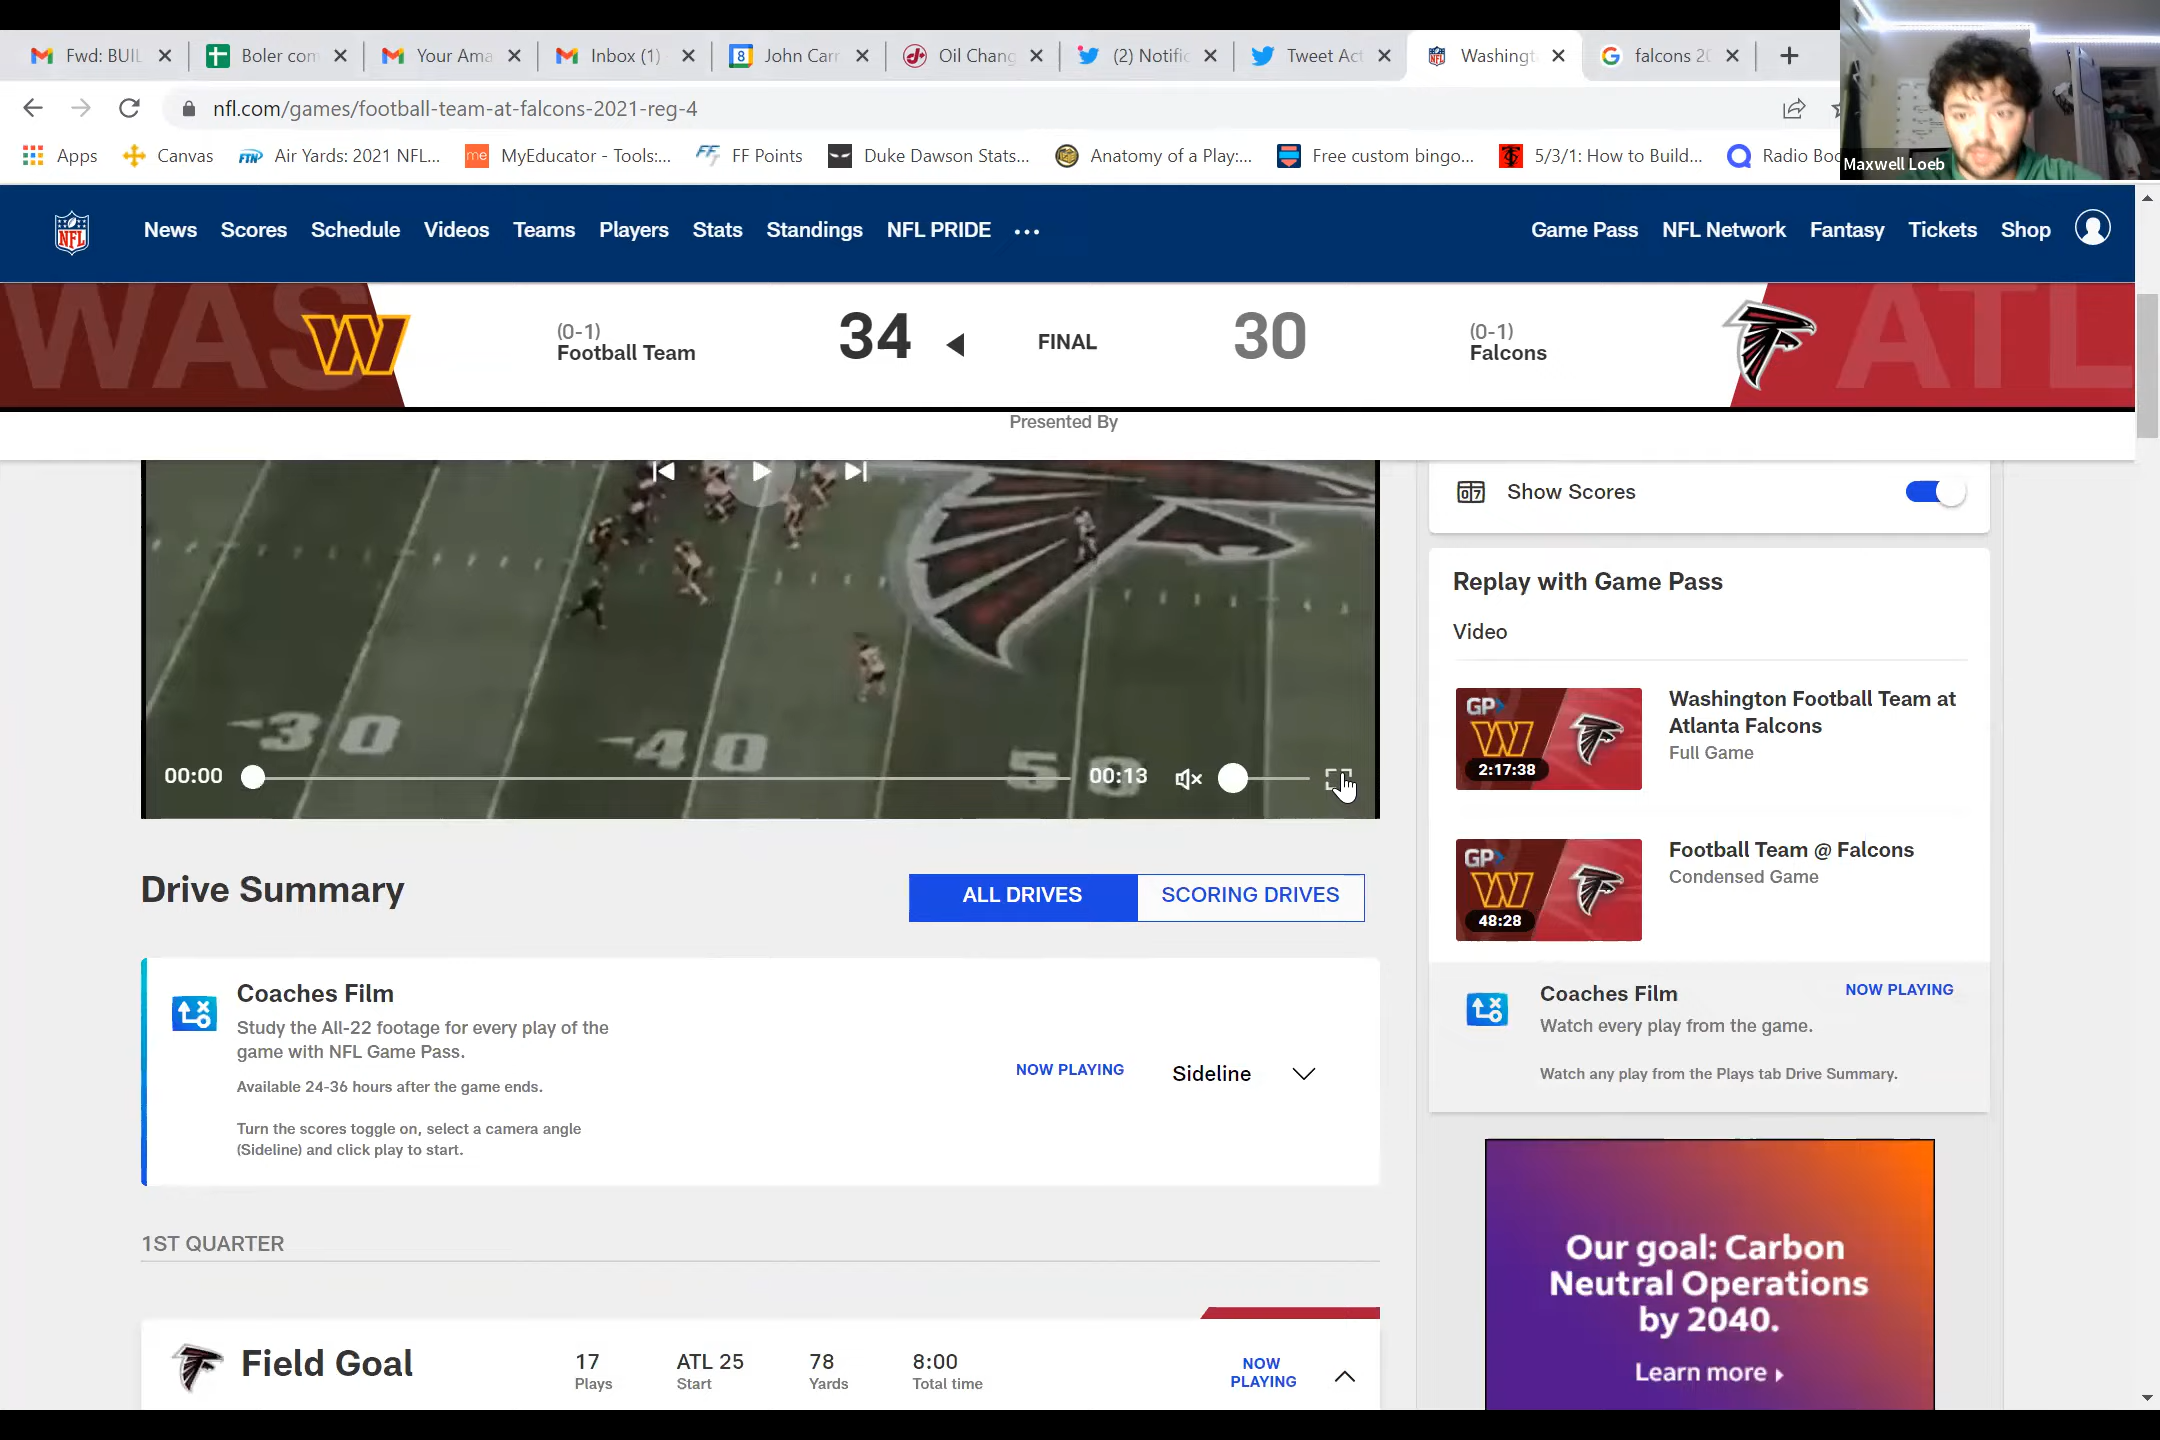 Fwd: BUIL
Boler com
Your Ama
Inbox (1)
John Carr
Oil Chang
(2) Notific
Tweet Act
Washingt
falcons 20
nfl.com/games/football-team-at-falcons-2021-reg-4
Apps
Canvas
FTN Air Yards: 2021 NFL...
me MyEducator - Tools:...
FF FF Points
Duke Dawson Stats...
Anatomy of a Play:...
Free custom bingo...
5/3/1: How to Build...
Radio Boo
Maxwell Loeb
NFL
News
Scores
Schedule
Videos
Teams
Players
Stats
Standings
NFL PRIDE
Game Pass
NFL Network
Fantasy
Tickets
Shop
WAS
(0-1)
Football Team
34
FINAL
30
(0-1)
Falcons
ATL
Presented By
30
40
50
00:00
00:13
Show Scores
Replay with Game Pass
Video
GP
2:17:38
Washington Football Team at
Atlanta Falcons
Full Game
GP
48:28
Football Team @ Falcons
Condensed Game
Coaches Film
NOW PLAYING
Watch every play from the game.
Watch any play from the Plays tab Drive Summary.
Drive Summary
ALL DRIVES
SCORING DRIVES
Coaches Film
Study the All-22 footage for every play of the
game with NFL Game Pass.
Available 24-36 hours after the game ends.
Turn the scores toggle on, select a camera angle
(Sideline) and click play to start.
NOW PLAYING
Sideline
1ST QUARTER
Field Goal
17
Plays
ATL 25
Start
78
Yards
8:00
Total time
NOW
PLAYING
Our goal: Carbon
Neutral Operations
by 2040.
Learn more